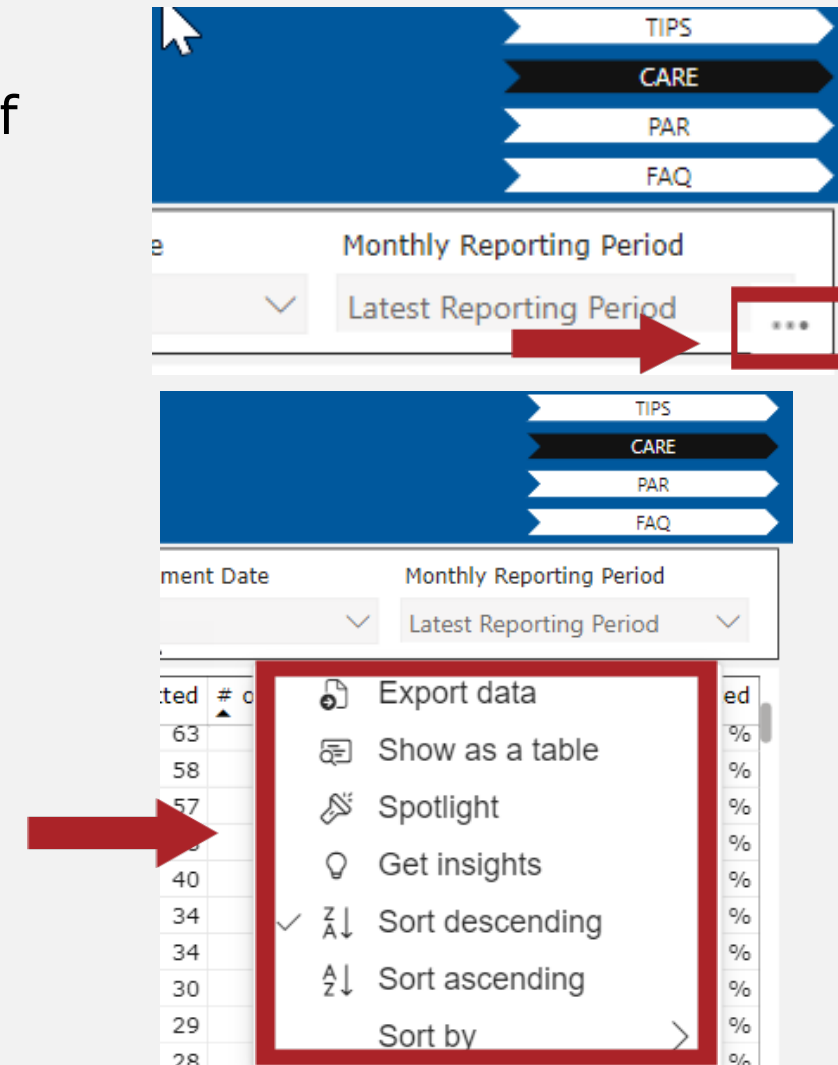 f
TIPS
CARE
PAR
FAQ
e Monthly Reporting Period
Latest Reporting Period
TIPS
CARE
PAR
FAQ
ment Date Monthly Reporting Period
Latest Reporting Period
cted # o ed
63 %
58 %
57 %
%
40 %
34 %
34 %
30 %
29 %
28 %
Export data
Show as a table
Spotlight
Get insights
Sort descending
Sort ascending
Sort by